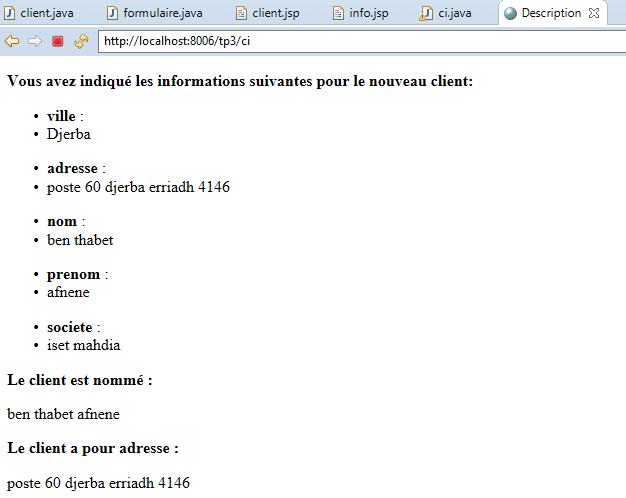 client.java formulaire.java client.jsp info.jsp ci.java Description
http://localhost:8006/tp3/ci
Vous avez indiqué les informations suivantes pour le nouveau client:
• ville :
• Djerba
• adresse :
• poste 60 djerba erriadh 4146
• nom :
• ben thabet
• prenom :
• afnene
• societe :
• iset mahdia
Le client est nommé :
ben thabet afnene
Le client a pour adresse :
poste 60 djerba erriadh 4146